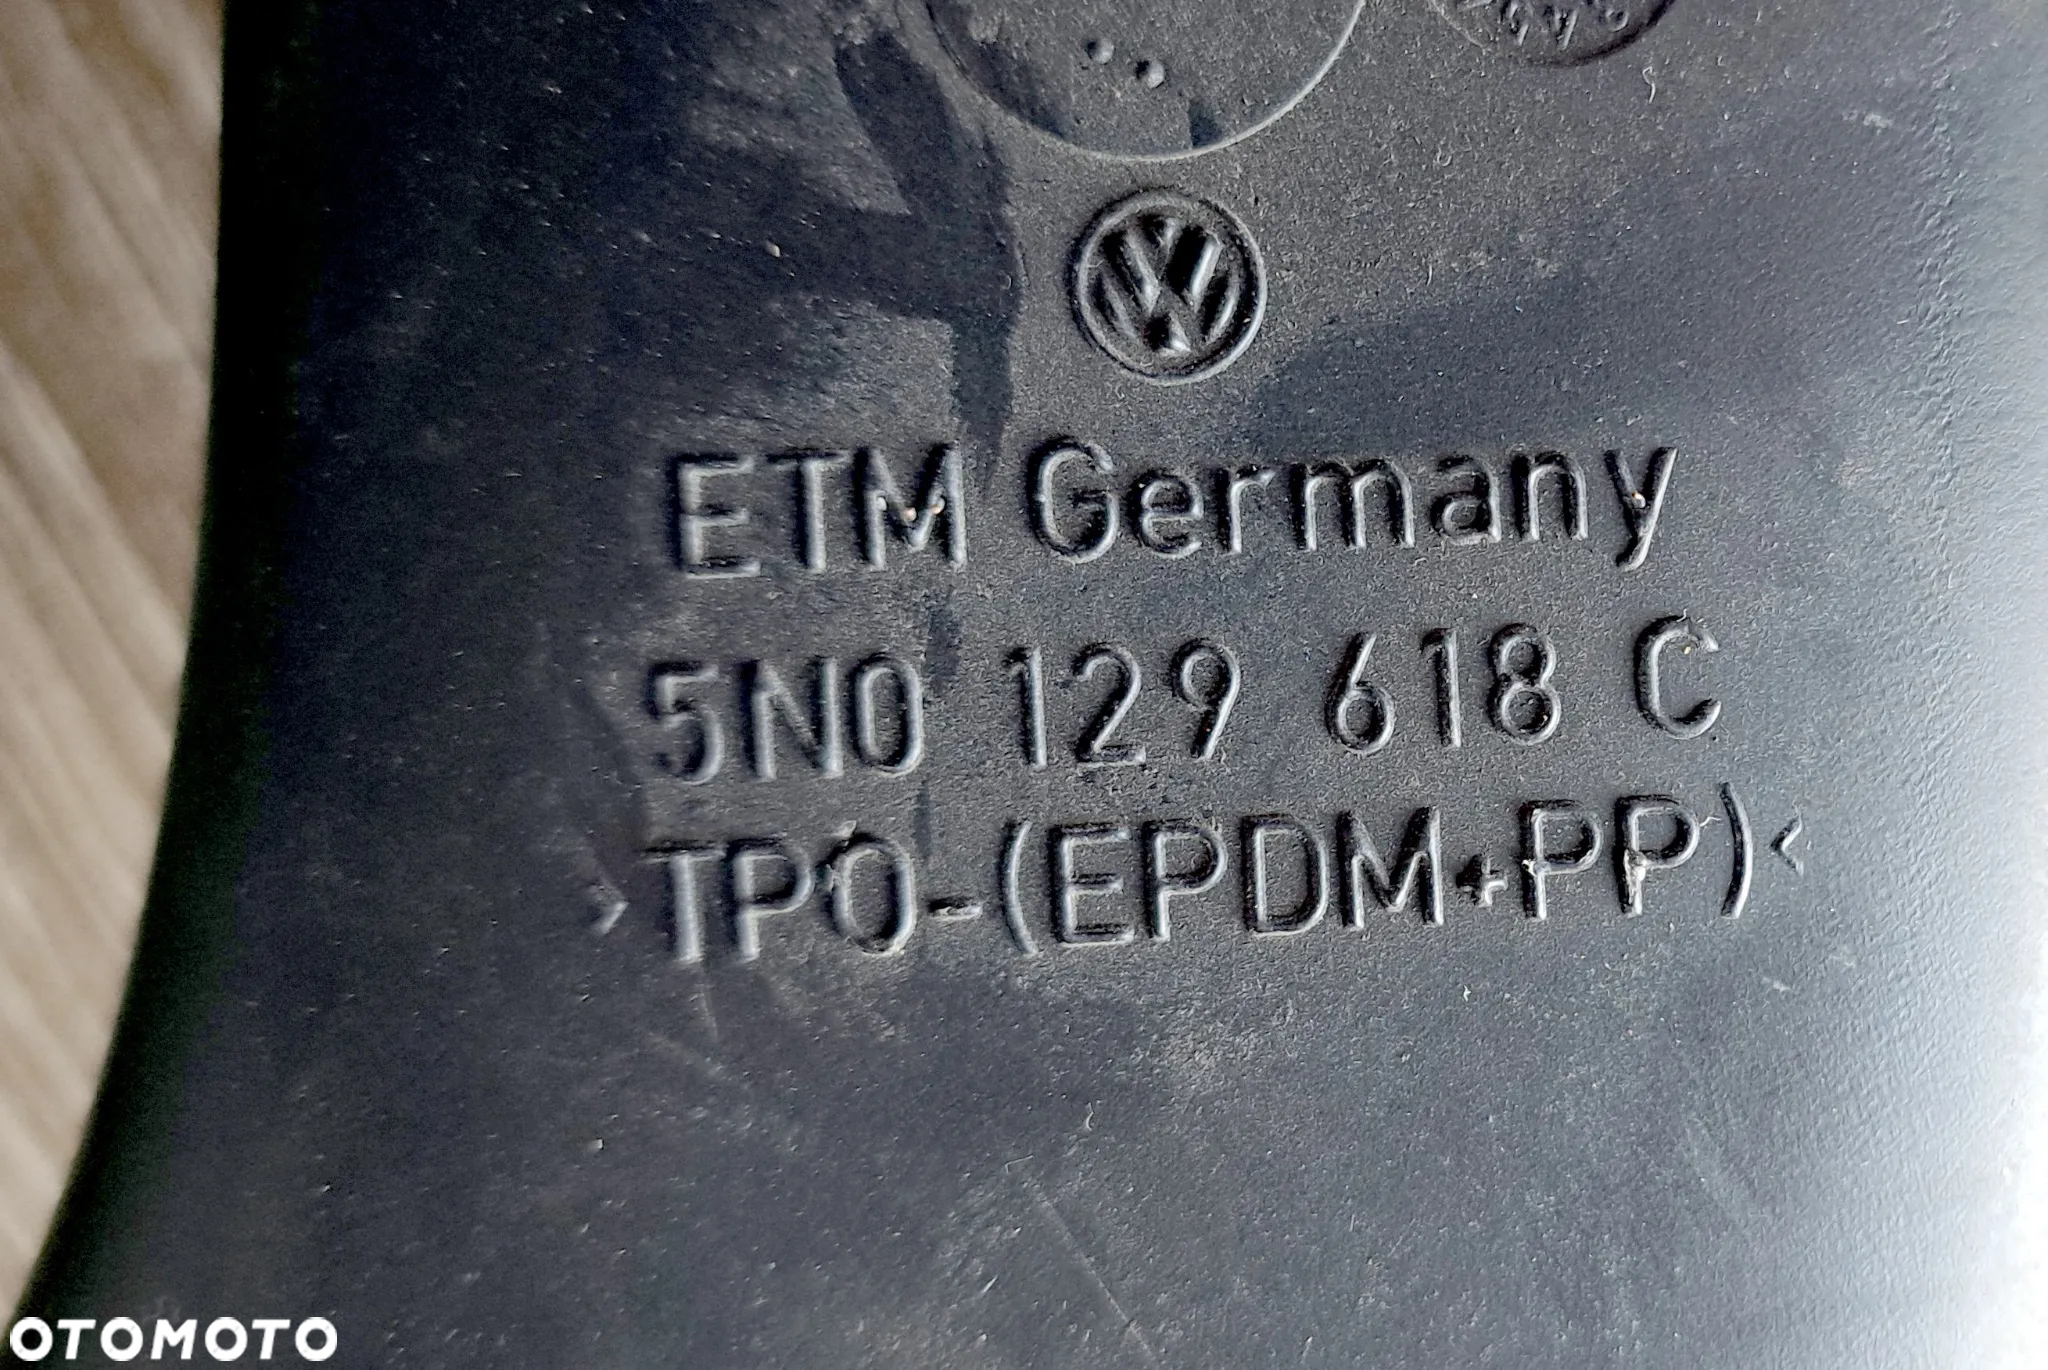 ETM Germany
5N0 129 618 C
>TPO-(EPDM+PP)<
OTOMOTO